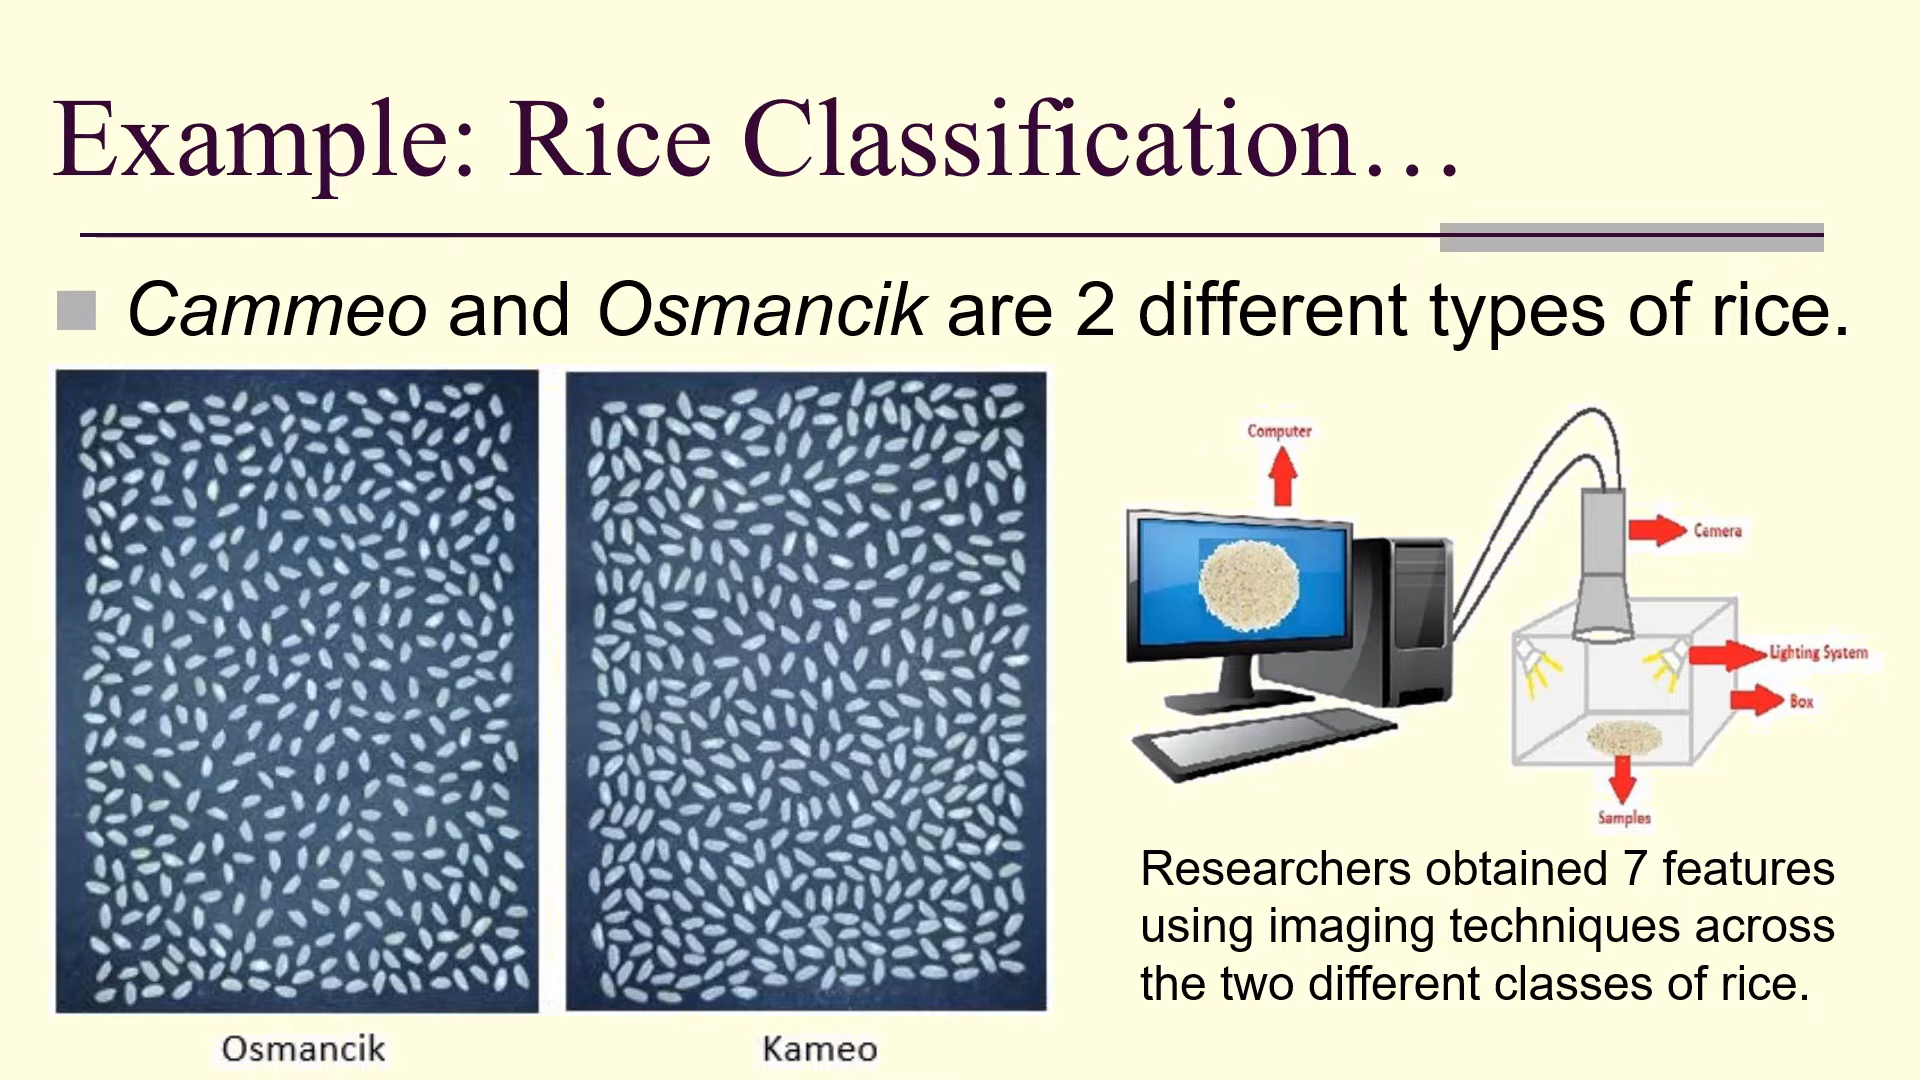 Example: Rice Classification…
Cammeo and Osmancik are 2 different types of rice.
Computer
Camera
Lighting System
Box
Samples
Researchers obtained 7 features
using imaging techniques across
the two different classes of rice.
Osmancik
Kameo